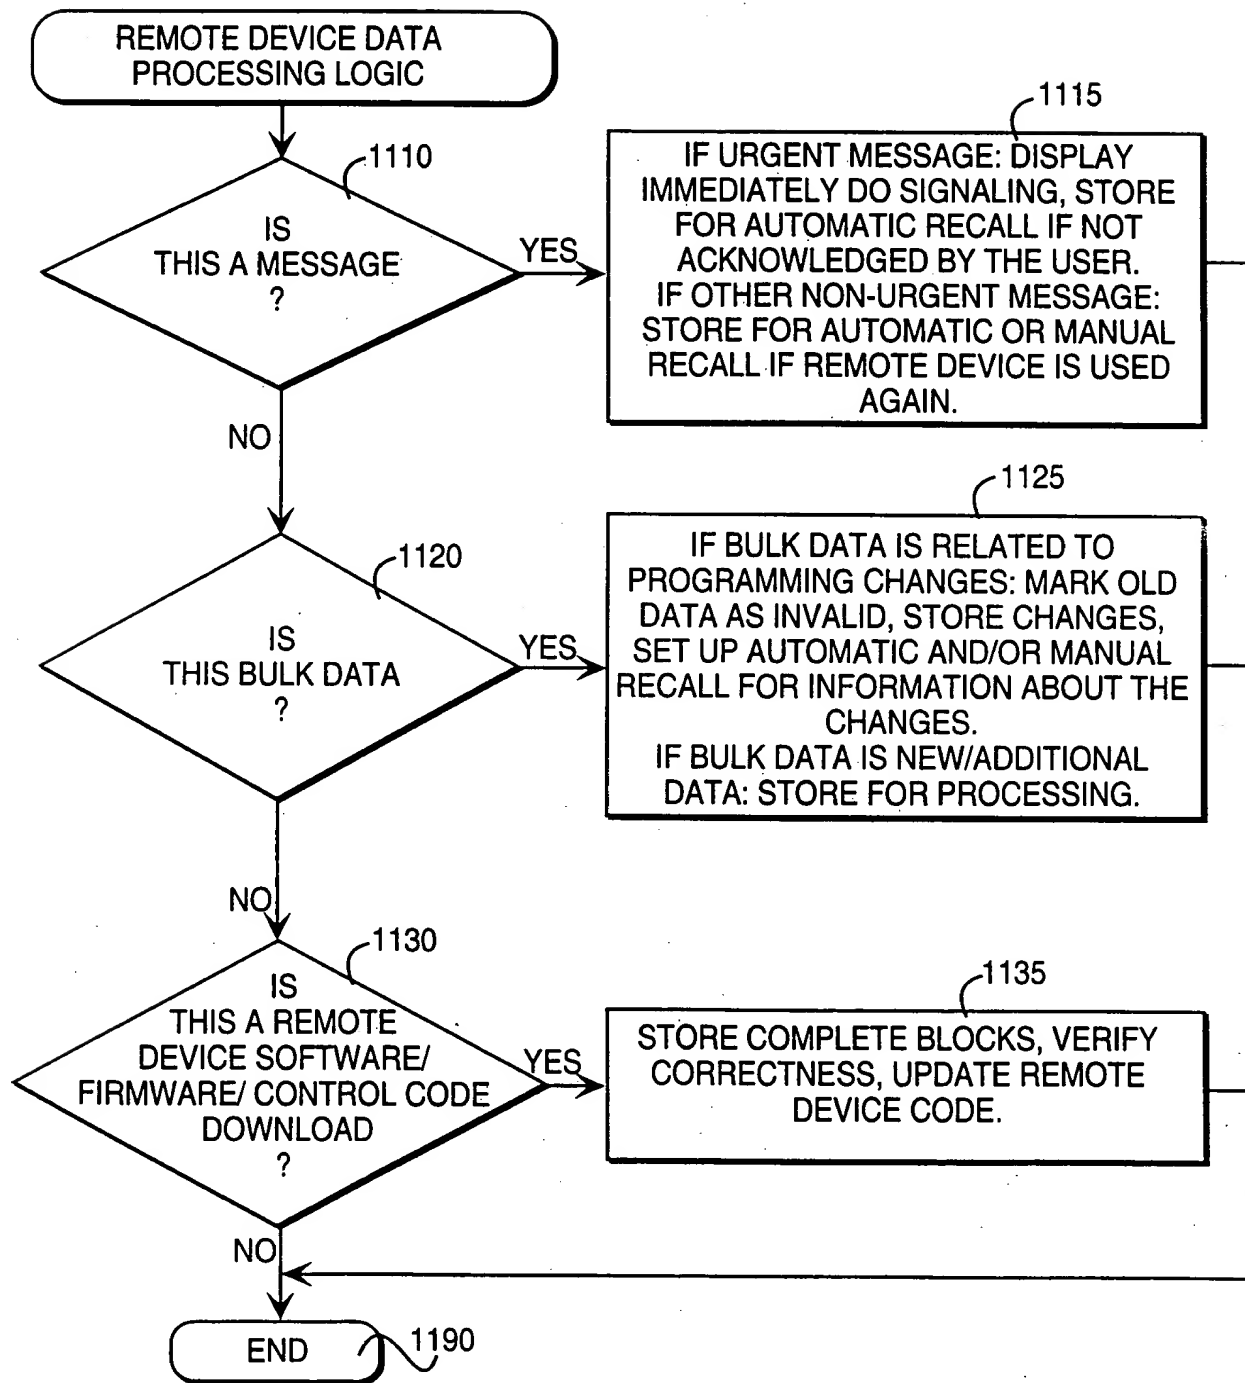 REMOTE DEVICE DATA
PROCESSING LOGIC
1110
IS
THIS A MESSAGE
?
YES
1115
IF URGENT MESSAGE: DISPLAY
IMMEDIATELY DO SIGNALING, STORE
FOR AUTOMATIC RECALL IF NOT
ACKNOWLEDGED BY THE USER.
IF OTHER NON-URGENT MESSAGE:
STORE FOR AUTOMATIC OR MANUAL
RECALL IF REMOTE DEVICE IS USED
AGAIN.
NO
1120
IS
THIS BULK DATA
?
YES
1125
IF BULK DATA IS RELATED TO
PROGRAMMING CHANGES: MARK OLD
DATA AS INVALID, STORE CHANGES,
SET UP AUTOMATIC AND/OR MANUAL
RECALL FOR INFORMATION ABOUT THE
CHANGES.
IF BULK DATA IS NEW/ADDITIONAL
DATA: STORE FOR PROCESSING.
NO
1130
IS
THIS A REMOTE
DEVICE SOFTWARE/
FIRMWARE/ CONTROL CODE
DOWNLOAD
?
YES
1135
STORE COMPLETE BLOCKS, VERIFY
CORRECTNESS, UPDATE REMOTE
DEVICE CODE.
NO
END
1190